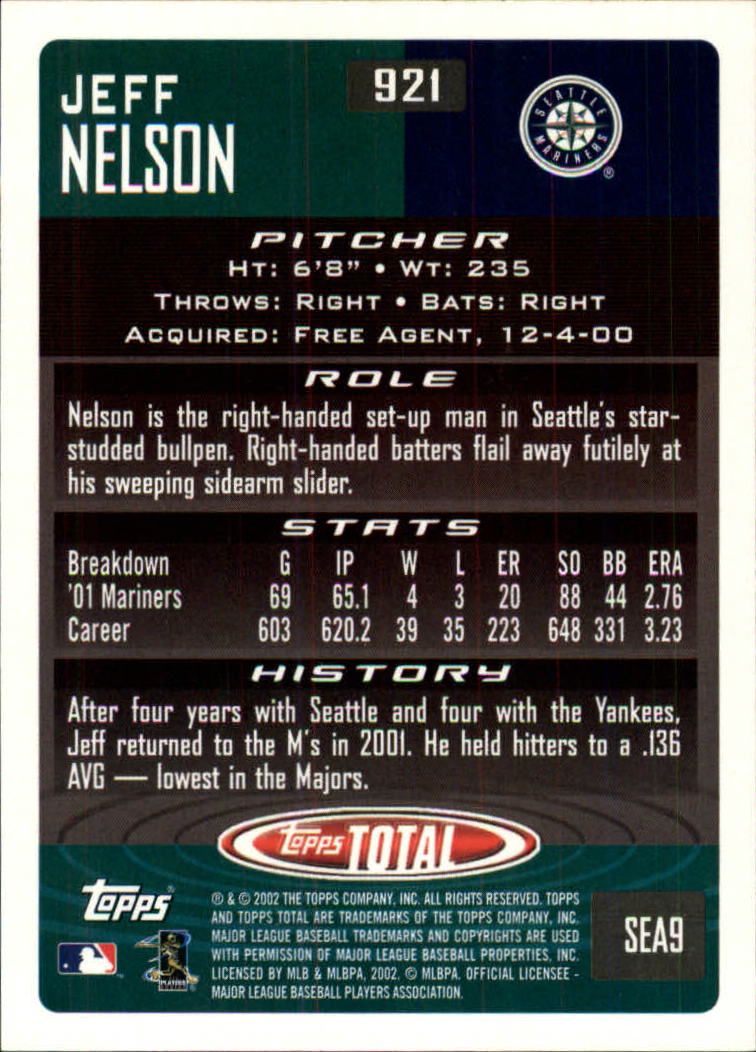 JEFF
NELSON
921
SEATTLE
MARINERS
®
PITCHER
HT: 6'8" • WT: 235
THROWS: RIGHT • BATS: RIGHT
ACQUIRED: FREE AGENT, 12-4-00
ROLE
Nelson is the right-handed set-up man in Seattle's star-
studded bullpen. Right-handed batters flail away futilely at
his sweeping sidearm slider.
STATS
Breakdown G IP W L ER SO BB ERA
'01 Mariners 69 65.1 4 3 20 88 44 2.76
Career 603 620.2 39 35 223 648 331 3.23
HISTORY
After four years with Seattle and four with the Yankees,
Jeff returned to the M's in 2001. He held hitters to a .136
AVG — lowest in the Majors.
Topps TOTAL
Topps®
® & © 2002 THE TOPPS COMPANY, INC. ALL RIGHTS RESERVED. TOPPS
AND TOPPS TOTAL ARE TRADEMARKS OF THE TOPPS COMPANY, INC.
MAJOR LEAGUE BASEBALL TRADEMARKS AND COPYRIGHTS ARE USED
WITH PERMISSION OF MAJOR LEAGUE BASEBALL PROPERTIES, INC.
LICENSED BY MLB & MLBPA, 2002. © MLBPA. OFFICIAL LICENSEE -
MAJOR LEAGUE BASEBALL PLAYERS ASSOCIATION.
SEA9